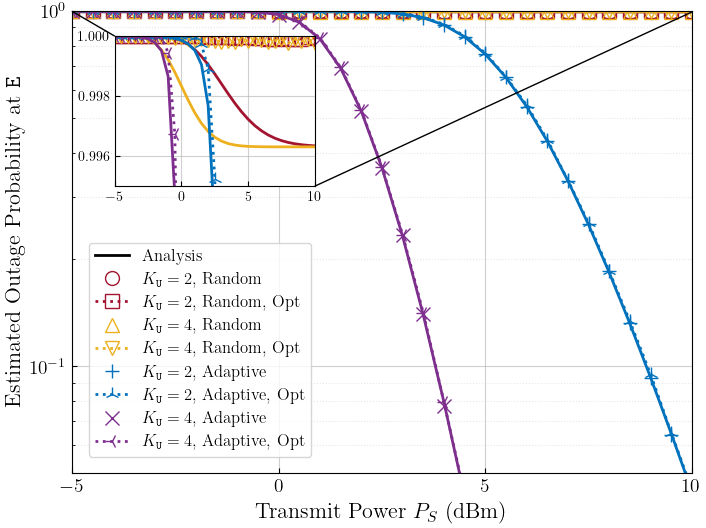 Estimated Outage Probability at E
10⁰
10⁻¹
1.000
0.998
0.996
−5
0
5
10
Analysis
K_U = 2, Random
K_U = 2, Random, Opt
K_U = 4, Random
K_U = 4, Random, Opt
K_U = 2, Adaptive
K_U = 2, Adaptive, Opt
K_U = 4, Adaptive
K_U = 4, Adaptive, Opt
−5
0
5
10
Transmit Power P_S (dBm)